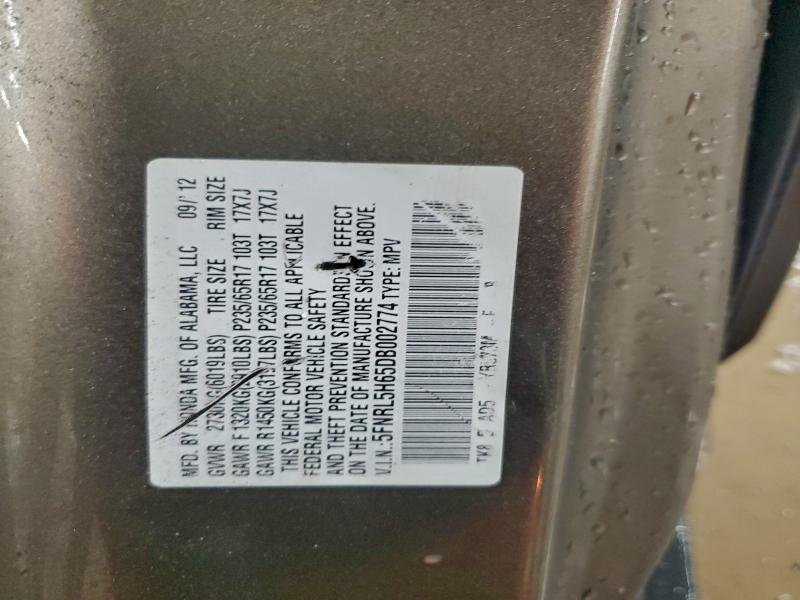 MFD. BY HONDA MFG. OF ALABAMA, LLC 09/12
GVWR 2730KG(6019LBS) TIRE SIZE RIM SIZE
GAWR F 1320KG(2910LBS) P235/65R17 103T 17X7J
GAWR R 1450KG(3197LBS) P235/65R17 103T 17X7J
THIS VEHICLE CONFORMS TO ALL APPLICABLE
FEDERAL MOTOR VEHICLE SAFETY
AND THEFT PREVENTION STANDARDS IN EFFECT
ON THE DATE OF MANUFACTURE SHOWN ABOVE.
V.I.N.:5FNRL5H65DB002774 TYPE: MPV
TK8